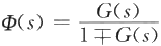 Φ(s) = G(s) / (1 ∓ G(s))